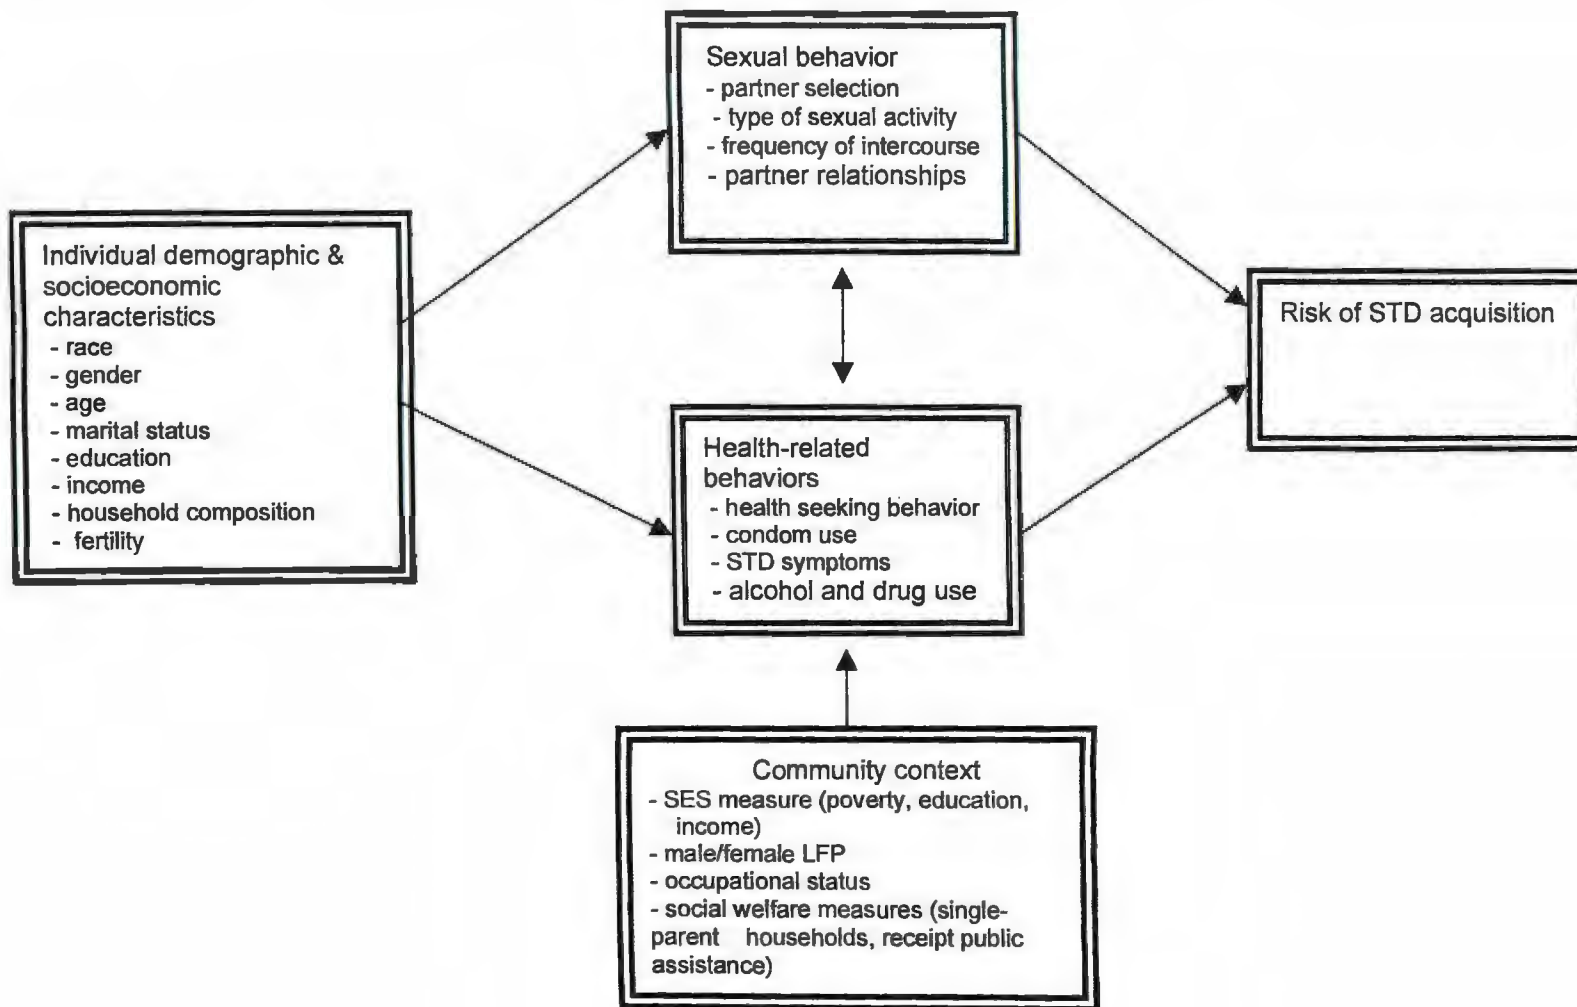 Sexual behavior
- partner selection
- type of sexual activity
- frequency of intercourse
- partner relationships
Individual demographic &
socioeconomic
characteristics
- race
- gender
- age
- marital status
- education
- income
- household composition
- fertility
Risk of STD acquisition
Health-related
behaviors
- health seeking behavior
- condom use
- STD symptoms
- alcohol and drug use
Community context
- SES measure (poverty, education,
income)
- male/female LFP
- occupational status
- social welfare measures (single-
parent households, receipt public
assistance)